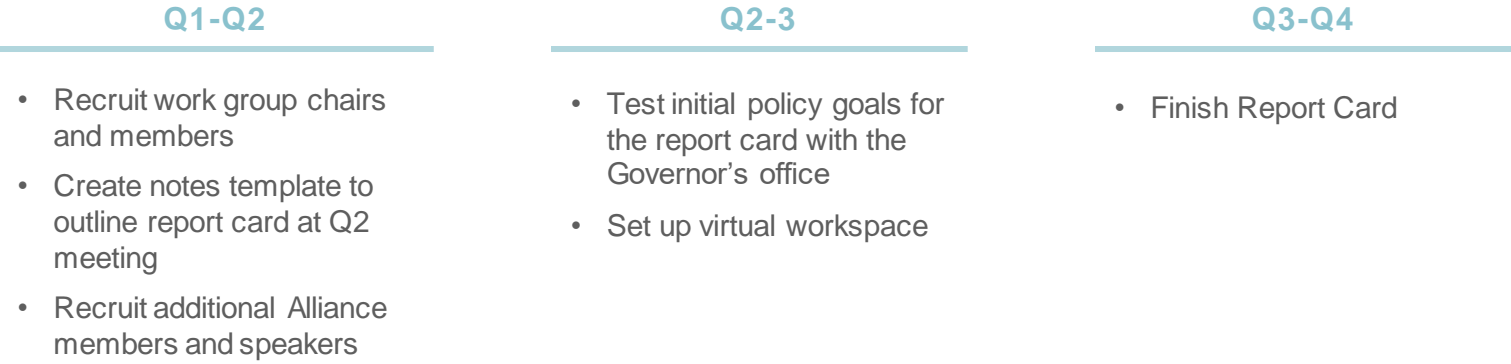 Q1-Q2
• Recruit work group chairs
and members
• Create notes template to
outline report card at Q2
meeting
• Recruit additional Alliance
members and speakers
Q2-3
• Test initial policy goals for
the report card with the
Governor’s office
• Set up virtual workspace
Q3-Q4
• Finish Report Card